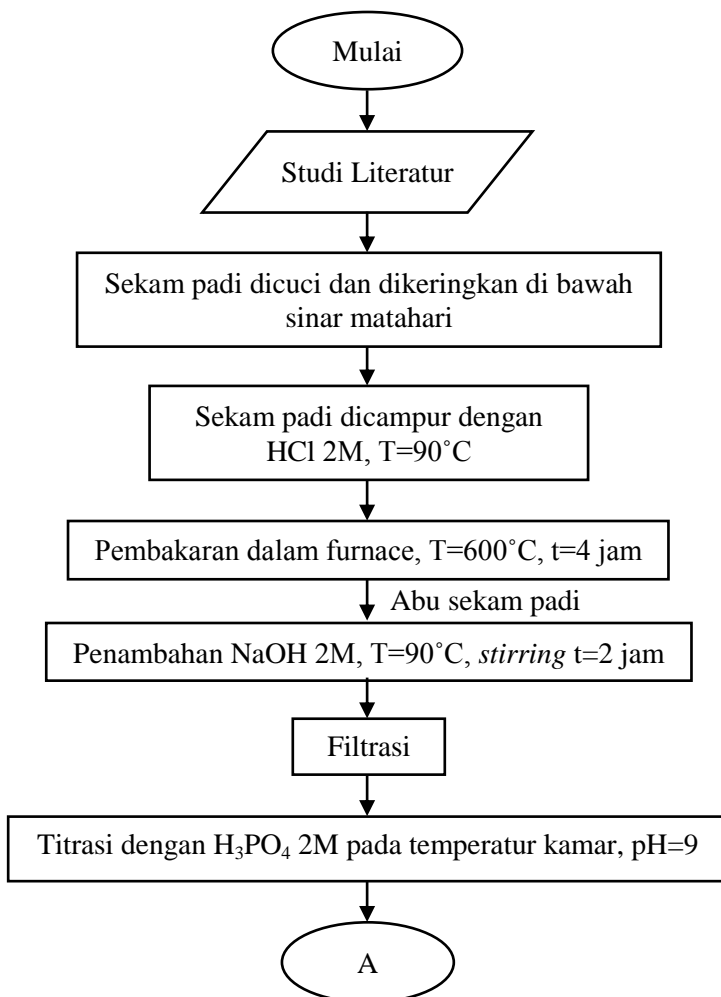 Mulai
Studi Literatur
Sekam padi dicuci dan dikeringkan di bawah
sinar matahari
Sekam padi dicampur dengan
HCl 2M, T=90˚C
Pembakaran dalam furnace, T=600˚C, t=4 jam
Abu sekam padi
Penambahan NaOH 2M, T=90˚C, stirring t=2 jam
Filtrasi
Titrasi dengan H₃PO₄ 2M pada temperatur kamar, pH=9
A